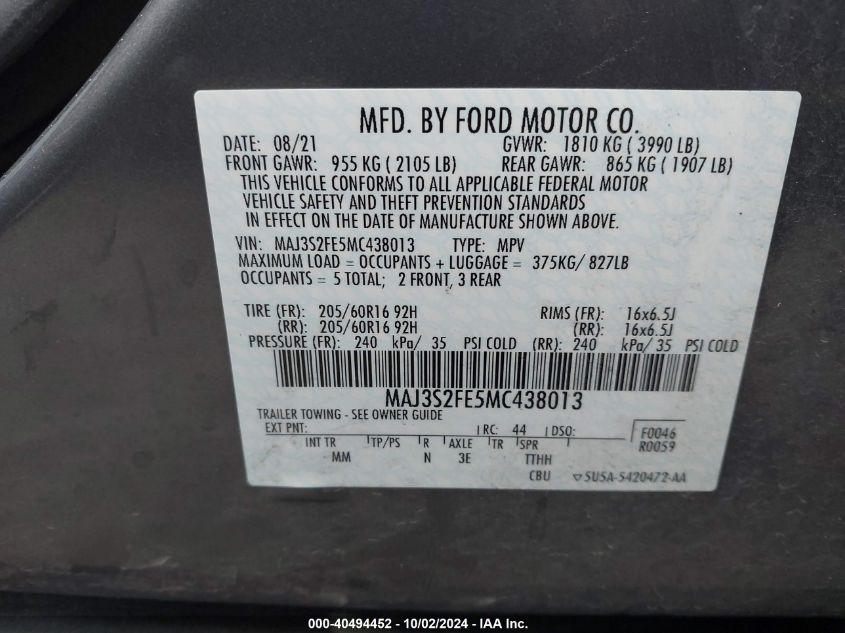 MFD. BY FORD MOTOR CO.
DATE: 08/21 GVWR: 1810 KG ( 3990 LB)
FRONT GAWR: 955 KG ( 2105 LB) REAR GAWR: 865 KG ( 1907 LB)
THIS VEHICLE CONFORMS TO ALL APPLICABLE FEDERAL MOTOR
VEHICLE SAFETY AND THEFT PREVENTION STANDARDS
IN EFFECT ON THE DATE OF MANUFACTURE SHOWN ABOVE.
VIN: MAJ3S2FE5MC438013 TYPE: MPV
MAXIMUM LOAD = OCCUPANTS + LUGGAGE = 375KG/ 827LB
OCCUPANTS = 5 TOTAL; 2 FRONT, 3 REAR
TIRE (FR): 205/60R16 92H RIMS (FR): 16x6.5J
(RR): 205/60R16 92H (RR): 16x6.5J
PRESSURE (FR): 240 kPa/ 35 PSI COLD (RR): 240 kPa/ 35 PSI COLD
MAJ3S2FE5MC438013
TRAILER TOWING - SEE OWNER GUIDE
EXT PNT: RC: 44 DSO: F0046
R0059
INT TR TP/PS R AXLE TR SPR
MM N 3E TTHH
CBU 5U5A-5420472-AA
000-40494452 - 10/02/2024 - IAA Inc.